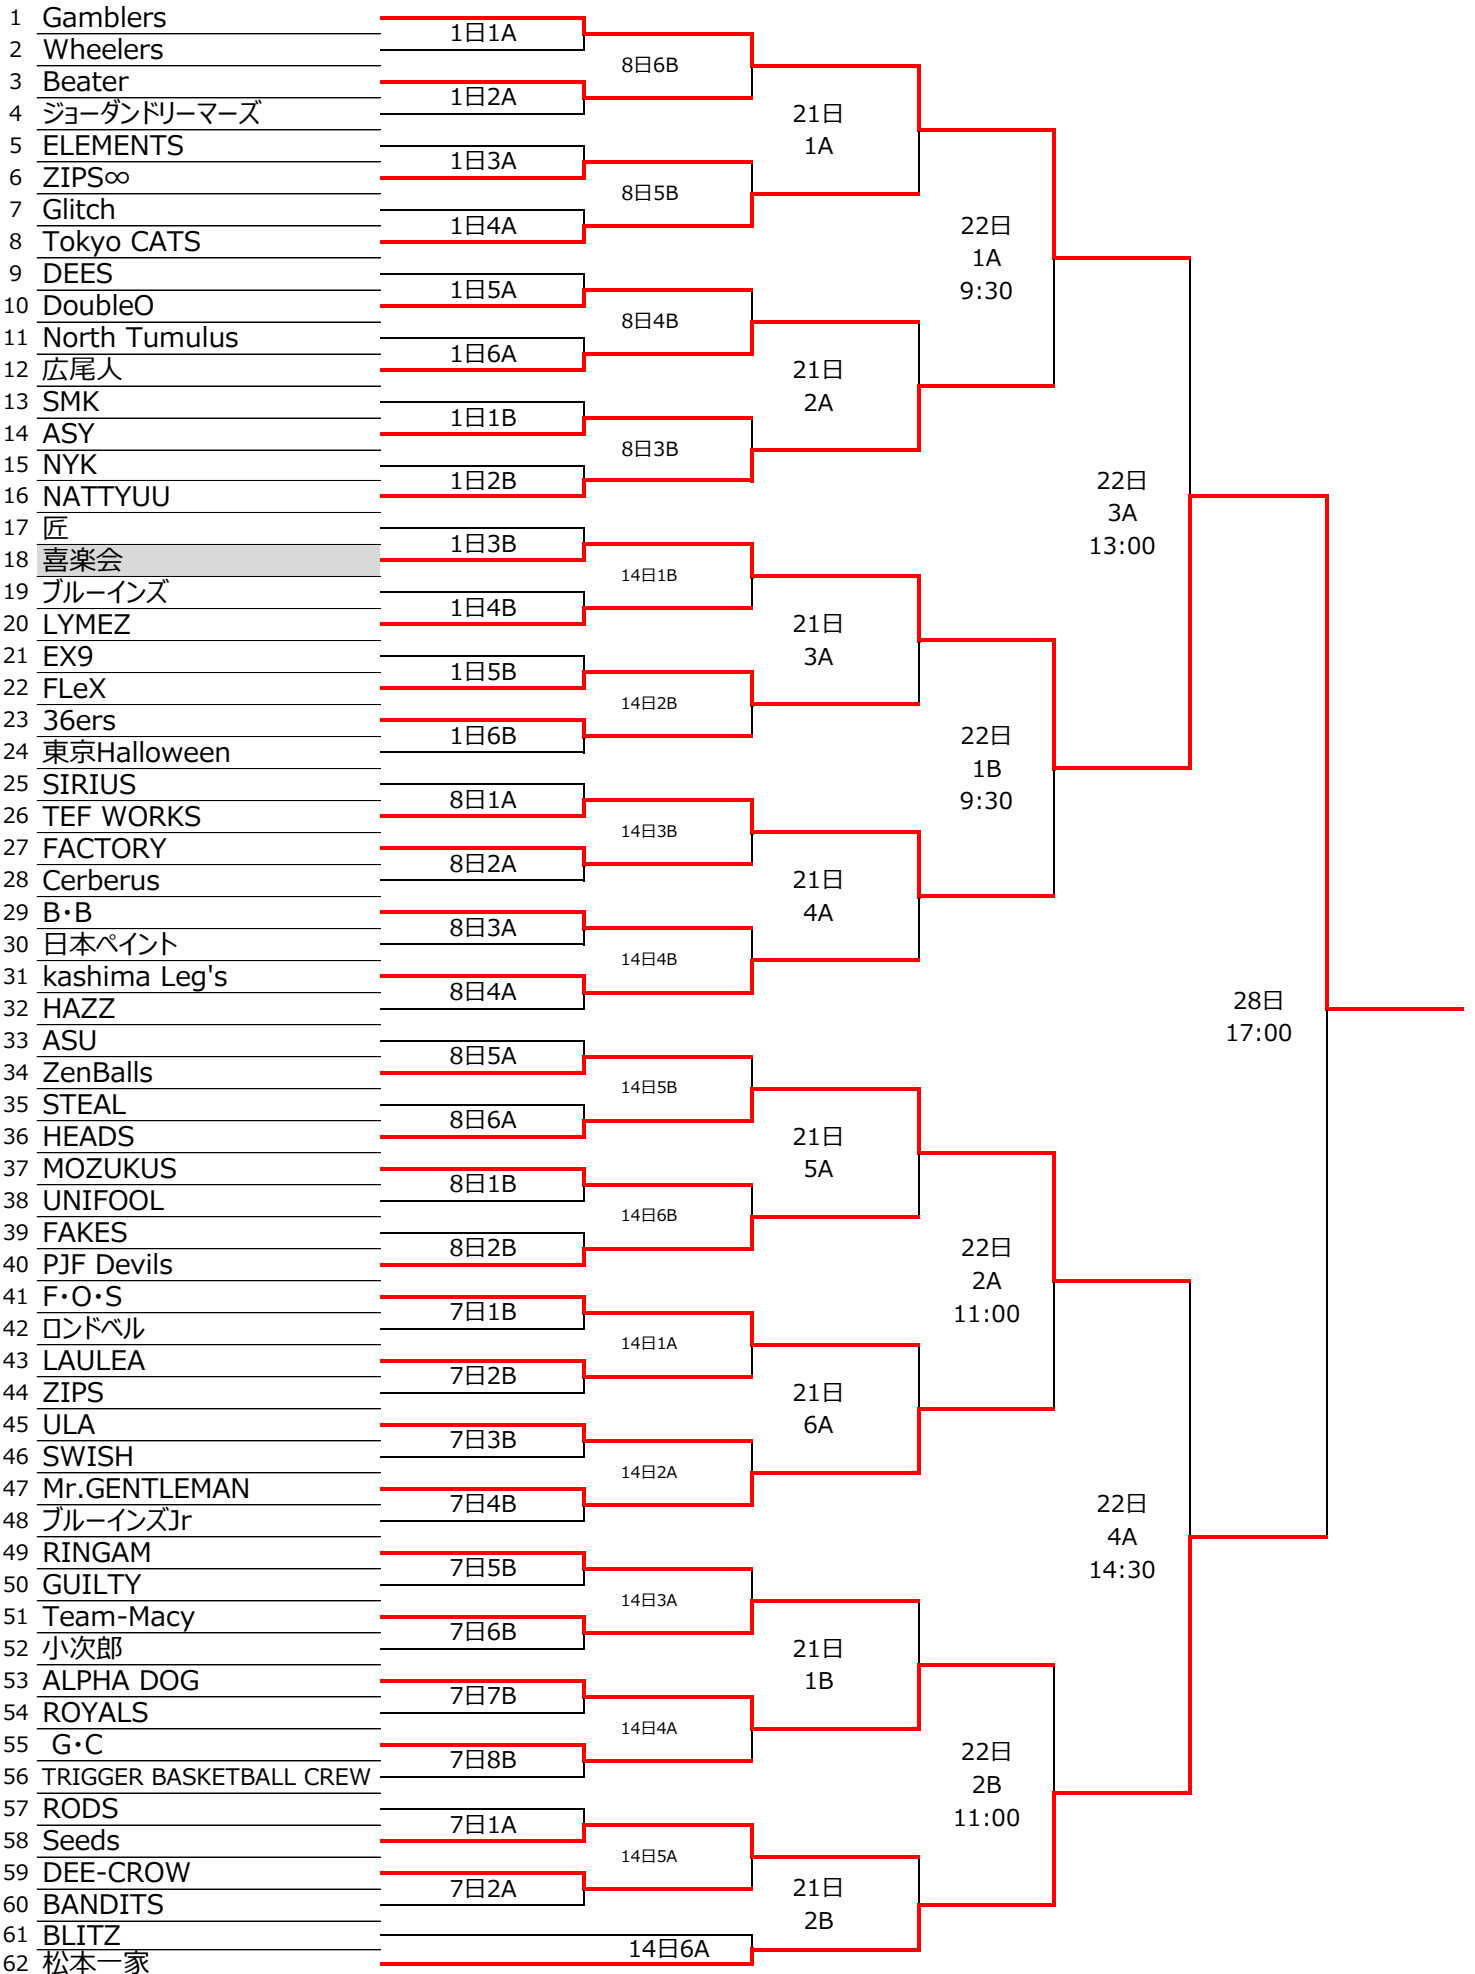 1 Gamblers
1日1A
2 Wheelers
8日6B
3 Beater
1日2A
4 ジョーダンドリーマーズ
21日
1A
5 ELEMENTS
1日3A
6 ZIPS∞
8日5B
7 Glitch
1日4A
8 Tokyo CATS
22日
1A
9:30
9 DEES
1日5A
10 DoubleO
8日4B
11 North Tumulus
1日6A
12 広尾人
21日
2A
13 SMK
1日1B
14 ASY
8日3B
15 NYK
1日2B
16 NATTYUU
22日
3A
13:00
17 匠
1日3B
18 喜楽会
14日1B
19 ブルーインズ
1日4B
20 LYMEZ
21日
3A
21 EX9
1日5B
22 FLeX
14日2B
23 36ers
1日6B
24 東京Halloween
22日
1B
9:30
25 SIRIUS
8日1A
26 TEF WORKS
14日3B
27 FACTORY
8日2A
28 Cerberus
21日
4A
29 B・B
8日3A
30 日本ペイント
14日4B
31 kashima Leg's
8日4A
32 HAZZ
28日
17:00
33 ASU
8日5A
34 ZenBalls
14日5B
35 STEAL
8日6A
36 HEADS
21日
5A
37 MOZUKUS
8日1B
38 UNIFOOL
14日6B
39 FAKES
8日2B
40 PJF Devils
22日
2A
11:00
41 F・O・S
7日1B
42 ロンドベル
14日1A
43 LAULEA
7日2B
44 ZIPS
21日
6A
45 ULA
7日3B
46 SWISH
14日2A
47 Mr.GENTLEMAN
7日4B
48 ブルーインズJr
22日
4A
14:30
49 RINGAM
7日5B
50 GUILTY
14日3A
51 Team-Macy
7日6B
52 小次郎
21日
1B
53 ALPHA DOG
7日7B
54 ROYALS
14日4A
55 G・C
7日8B
56 TRIGGER BASKETBALL CREW
22日
2B
11:00
57 RODS
7日1A
58 Seeds
14日5A
59 DEE-CROW
7日2A
60 BANDITS
21日
2B
61 BLITZ
14日6A
62 松本一家